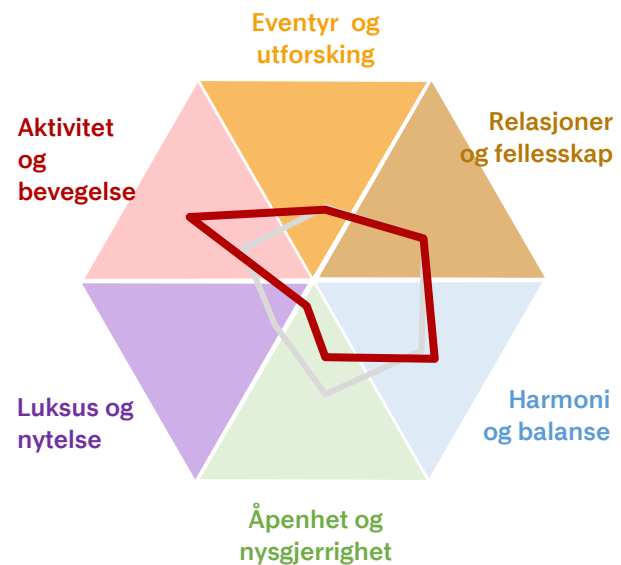 Eventyr og
utforsking
Aktivitet
og
bevegelse
Relasjoner
og fellesskap
Luksus og
nytelse
Harmoni
og balanse
Åpenhet og
nysgjerrighet